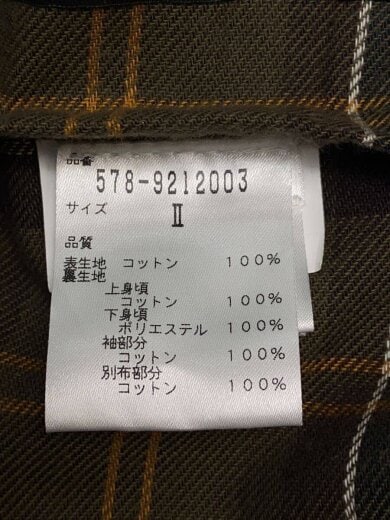 品番
578-9212003
サイズ Ⅱ
品質
表生地 コットン 100%
裏生地
上身頃
コットン 100%
下身頃
ポリエステル 100%
袖部分
コットン 100%
別布部分
コットン 100%